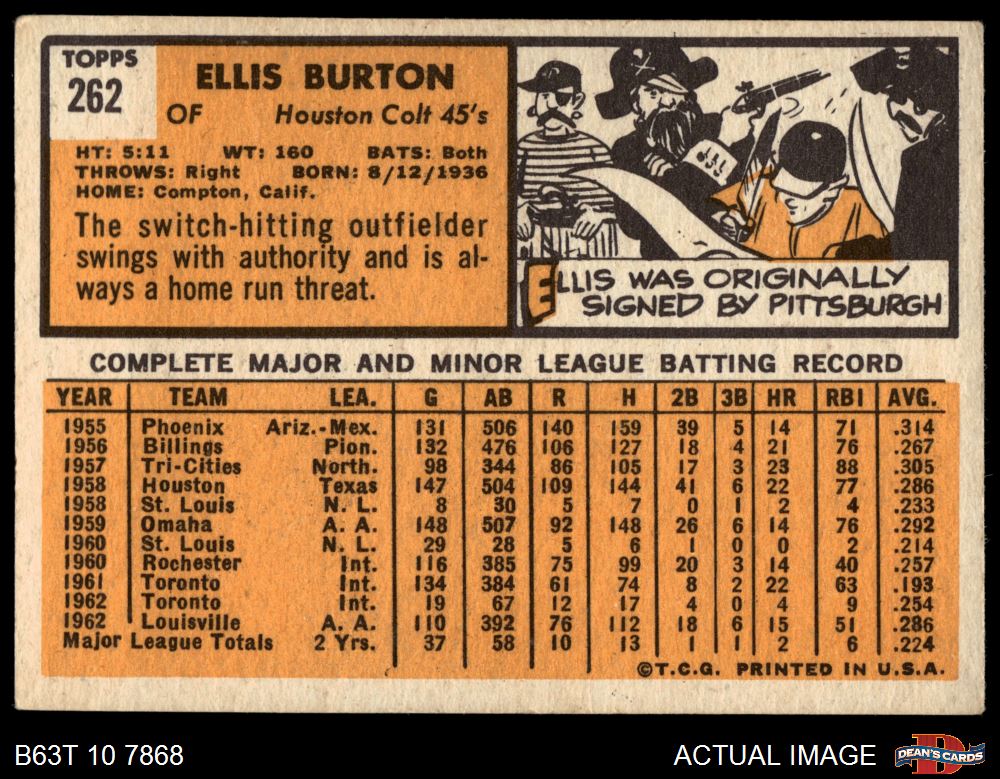 TOPPS
262
ELLIS BURTON
OF Houston Colt 45's
HT: 5:11 WT: 160 BATS: Both
THROWS: Right BORN: 8/12/1936
HOME: Compton, Calif.
The switch-hitting outfielder
swings with authority and is al-
ways a home run threat.
ELLIS WAS ORIGINALLY
SIGNED BY PITTSBURGH
COMPLETE MAJOR AND MINOR LEAGUE BATTING RECORD
YEAR TEAM LEA. G AB R H 2B 3B HR RBI AVG.
1955 Phoenix Ariz.-Mex. 131 506 140 159 39 5 14 71 .314
1956 Billings Pion. 132 476 106 127 18 4 21 76 .267
1957 Tri-Cities North. 98 344 86 105 17 3 23 88 .305
1958 Houston Texas 147 504 109 144 41 6 22 77 .286
1958 St. Louis N. L. 8 30 5 7 0 1 2 4 .233
1959 Omaha A. A. 148 507 92 148 26 6 14 76 .292
1960 St. Louis N. L. 29 28 5 6 1 0 0 2 .214
1960 Rochester Int. 116 385 75 99 20 3 14 40 .257
1961 Toronto Int. 134 384 61 74 8 2 22 63 .193
1962 Toronto Int. 19 67 12 17 4 0 4 9 .254
1962 Louisville A. A. 110 392 76 112 18 6 15 51 .286
Major League Totals 2 Yrs. 37 58 10 13 1 1 2 6 .224
©T.C.G. PRINTED IN U.S.A.
B63T 10 7868
ACTUAL IMAGE
DEAN'S CARDS